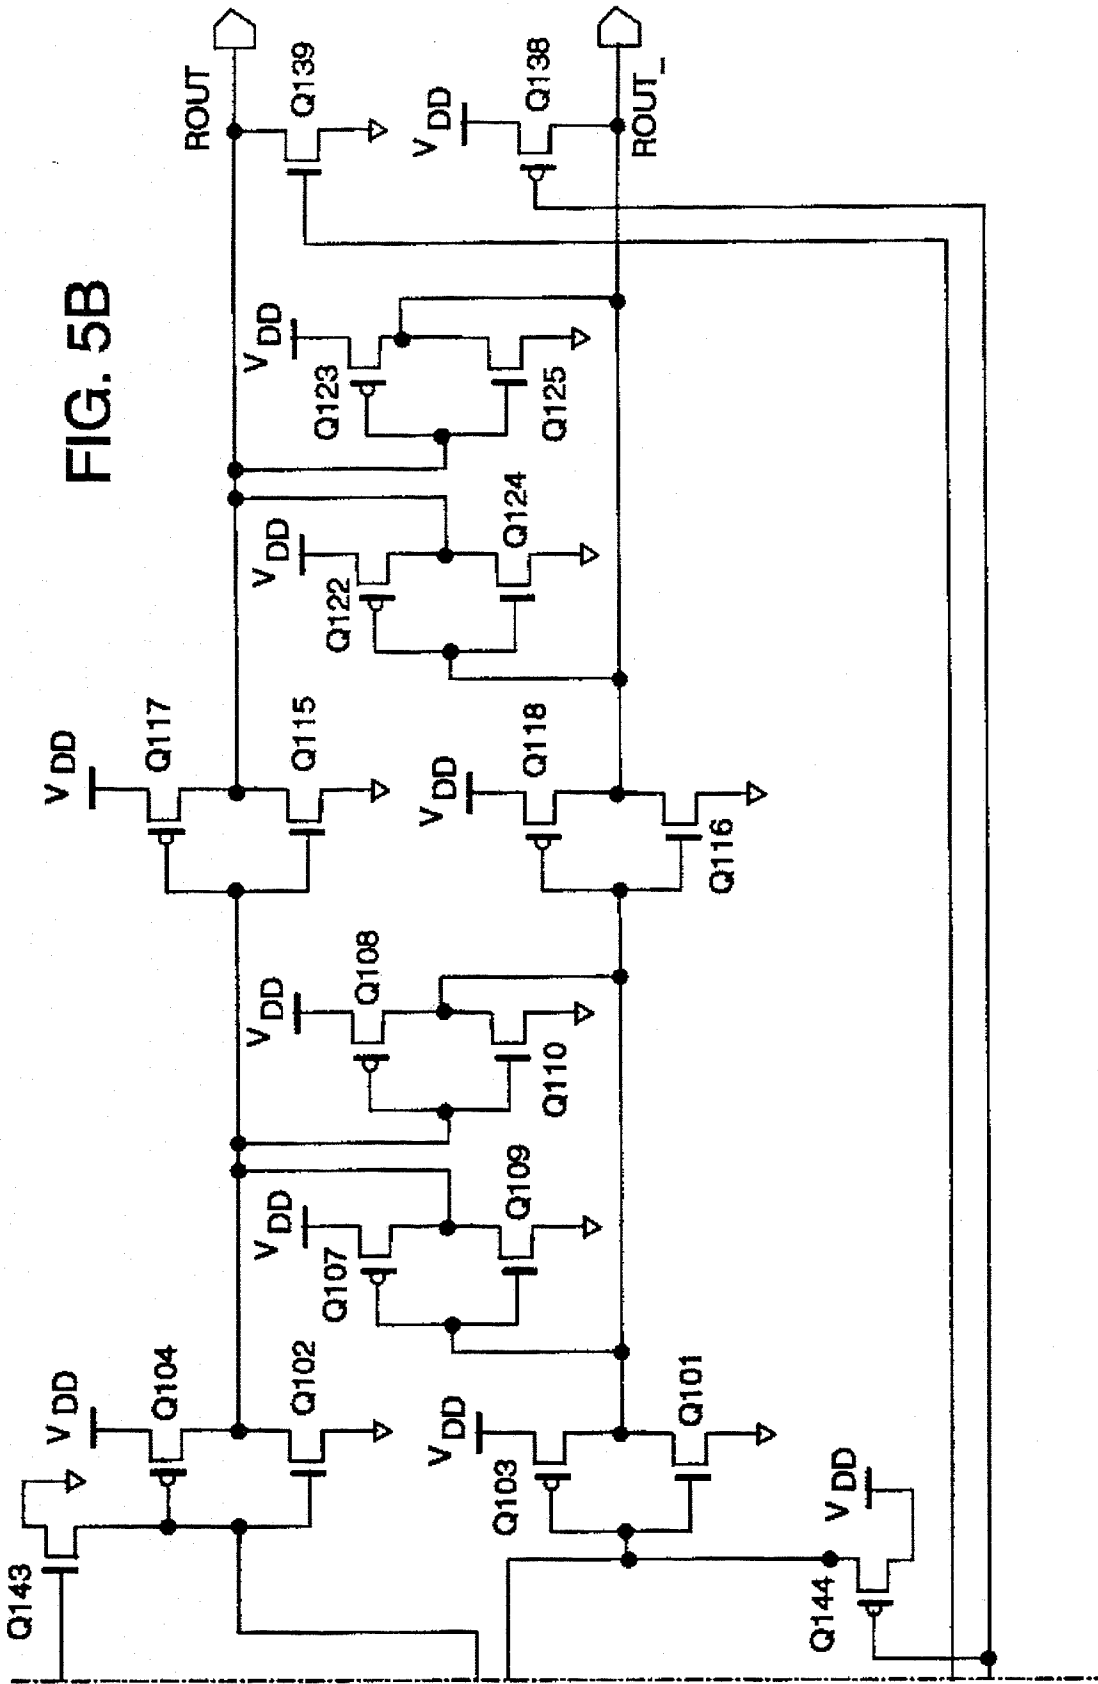 FIG. 5B
ROUT
Q139
VDD
Q138
ROUT_
VDD
Q123
Q125
VDD
Q122
Q124
VDD
Q117
Q115
VDD
Q118
Q116
VDD
Q108
Q110
VDD
Q107
Q109
VDD
Q104
Q102
Q143
VDD
Q103
Q101
VDD
Q144